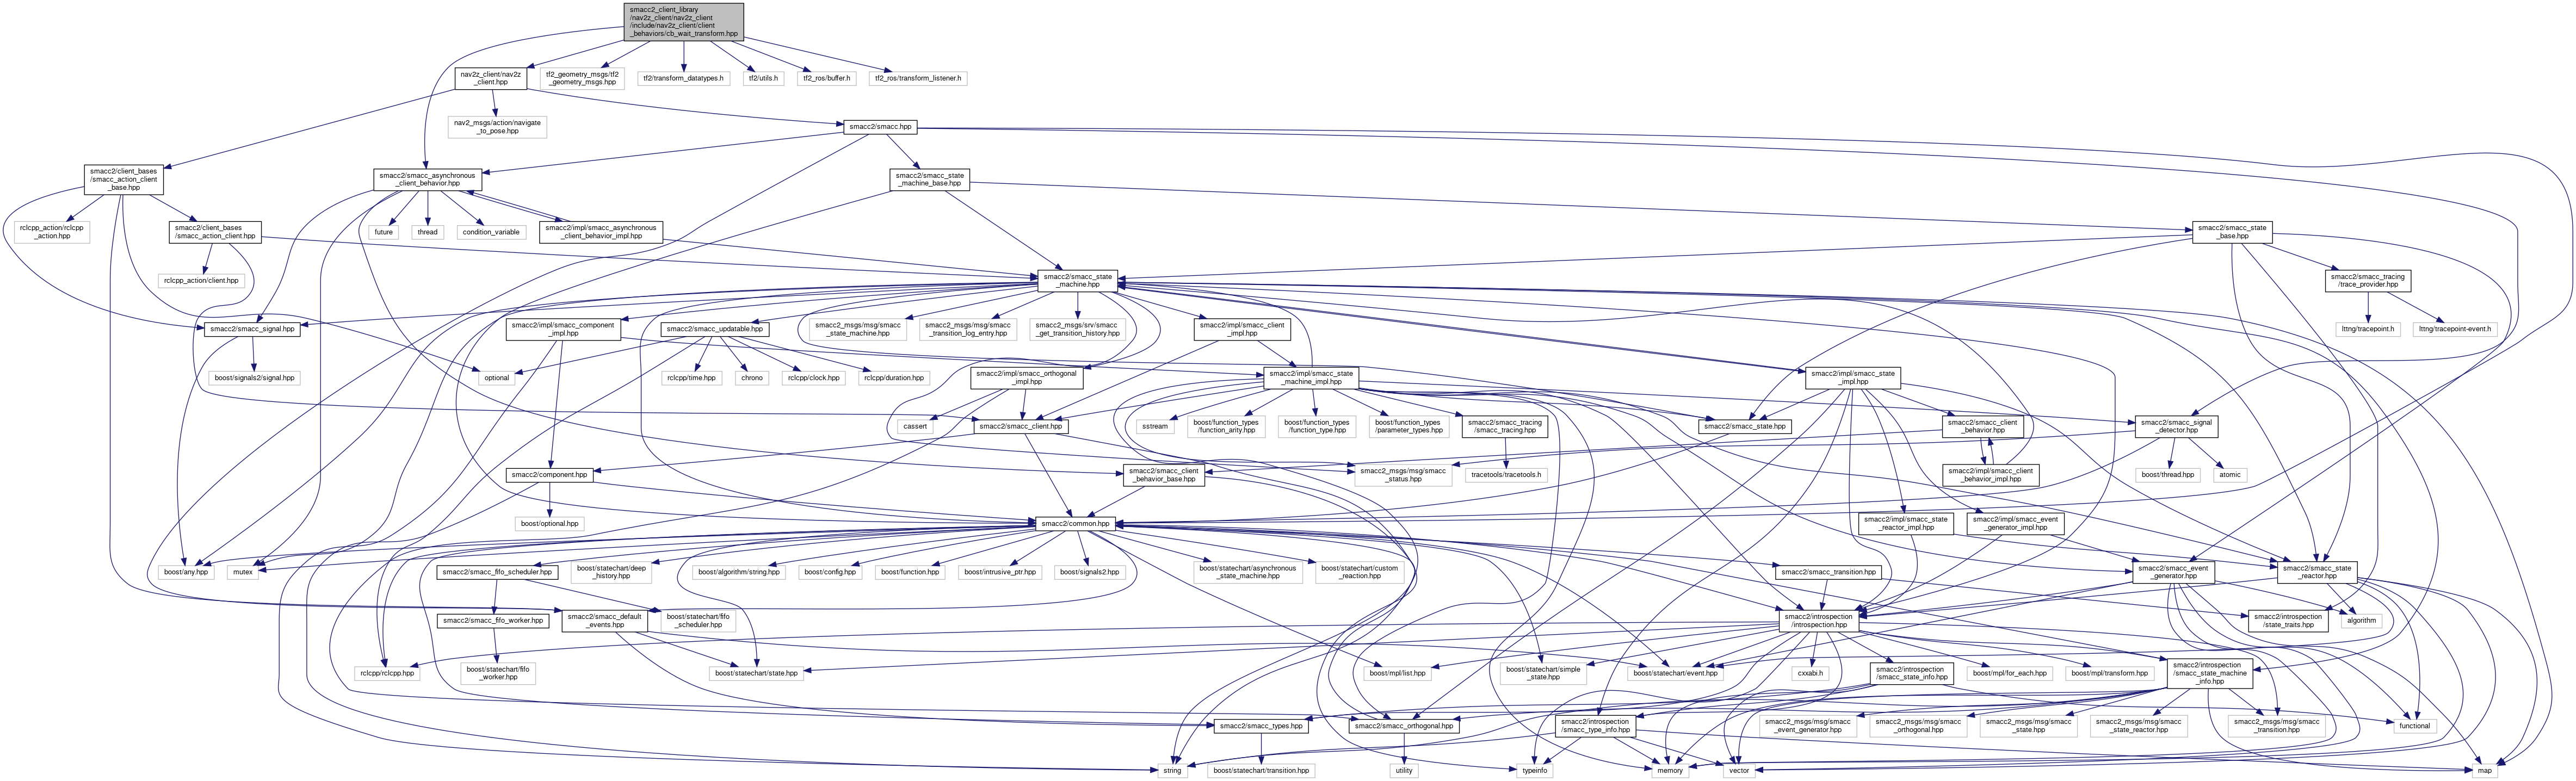 smacc2_client_library
/nav2z_client/nav2z_client
/include/nav2z_client/client
_behaviors/cb_wait_transform.hpp
nav2z_client/nav2z
_client.hpp
tf2_geometry_msgs/tf2
_geometry_msgs.hpp
tf2/transform_datatypes.h
tf2/utils.h
tf2_ros/buffer.h
tf2_ros/transform_listener.h
nav2_msgs/action/navigate
_to_pose.hpp
smacc2/smacc.hpp
smacc2/client_bases
/smacc_action_client
_base.hpp
smacc2/smacc_asynchronous
_client_behavior.hpp
smacc2/smacc_state
_machine_base.hpp
rclcpp_action/rclcpp
_action.hpp
smacc2/client_bases
/smacc_action_client.hpp
future
thread
condition_variable
smacc2/impl/smacc_asynchronous
_client_behavior_impl.hpp
smacc2/smacc_state
_base.hpp
rclcpp_action/client.hpp
smacc2/smacc_state
_machine.hpp
smacc2/smacc_tracing
/trace_provider.hpp
smacc2/smacc_signal.hpp
smacc2/impl/smacc_component
_impl.hpp
smacc2/smacc_updatable.hpp
smacc2_msgs/msg/smacc
_state_machine.hpp
smacc2_msgs/msg/smacc
_transition_log_entry.hpp
smacc2_msgs/srv/smacc
_get_transition_history.hpp
smacc2/impl/smacc_client
_impl.hpp
lttng/tracepoint.h
lttng/tracepoint-event.h
boost/signals2/signal.hpp
optional
rclcpp/time.hpp
chrono
rclcpp/clock.hpp
rclcpp/duration.hpp
smacc2/impl/smacc_orthogonal
_impl.hpp
smacc2/impl/smacc_state
_machine_impl.hpp
smacc2/impl/smacc_state
_impl.hpp
cassert
smacc2/smacc_client.hpp
sstream
boost/function_types
/function_arity.hpp
boost/function_types
/function_type.hpp
boost/function_types
/parameter_types.hpp
smacc2/smacc_tracing
/smacc_tracing.hpp
smacc2/smacc_state.hpp
smacc2/smacc_client
_behavior.hpp
smacc2/smacc_signal
_detector.hpp
smacc2/component.hpp
smacc2/smacc_client
_behavior_base.hpp
smacc2_msgs/msg/smacc
_status.hpp
tracetools/tracetools.h
smacc2/impl/smacc_client
_behavior_impl.hpp
boost/thread.hpp
atomic
boost/optional.hpp
smacc2/common.hpp
smacc2/impl/smacc_state
_reactor_impl.hpp
smacc2/impl/smacc_event
_generator_impl.hpp
boost/any.hpp
mutex
smacc2/smacc_fifo_scheduler.hpp
boost/statechart/deep
_history.hpp
boost/algorithm/string.hpp
boost/config.hpp
boost/function.hpp
boost/intrusive_ptr.hpp
boost/signals2.hpp
boost/statechart/asynchronous
_state_machine.hpp
boost/statechart/custom
_reaction.hpp
smacc2/smacc_transition.hpp
smacc2/smacc_event
_generator.hpp
smacc2/smacc_state
_reactor.hpp
smacc2/smacc_fifo_worker.hpp
smacc2/smacc_default
_events.hpp
boost/statechart/fifo
_scheduler.hpp
smacc2/introspection
/introspection.hpp
smacc2/introspection
/state_traits.hpp
algorithm
rclcpp/rclcpp.hpp
boost/statechart/fifo
_worker.hpp
boost/statechart/state.hpp
boost/mpl/list.hpp
boost/statechart/simple
_state.hpp
boost/statechart/event.hpp
cxxabi.h
smacc2/introspection
/smacc_state_info.hpp
boost/mpl/for_each.hpp
boost/mpl/transform.hpp
smacc2/introspection
/smacc_state_machine
_info.hpp
smacc2/smacc_types.hpp
smacc2/smacc_orthogonal.hpp
smacc2/introspection
/smacc_type_info.hpp
smacc2_msgs/msg/smacc
_event_generator.hpp
smacc2_msgs/msg/smacc
_orthogonal.hpp
smacc2_msgs/msg/smacc
_state.hpp
smacc2_msgs/msg/smacc
_state_reactor.hpp
smacc2_msgs/msg/smacc
_transition.hpp
functional
string
boost/statechart/transition.hpp
utility
typeinfo
memory
vector
map